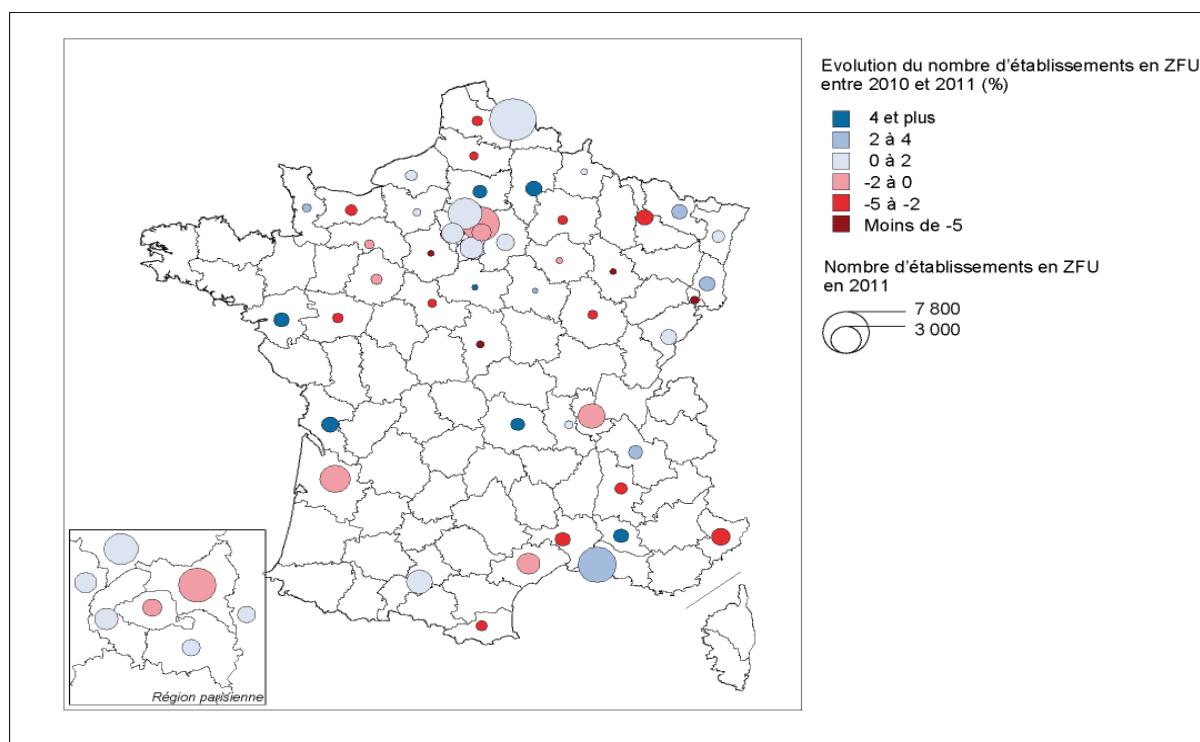 Evolution du nombre d'établissements en ZFU
entre 2010 et 2011 (%)
4 et plus
2 à 4
0 à 2
-2 à 0
-5 à -2
Moins de -5
Nombre d'établissements en ZFU
en 2011
7 800
3 000
Région parisienne